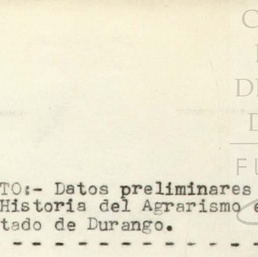 TO:- Datos preliminares
Historia del Agrarismo e
tado de Durango.